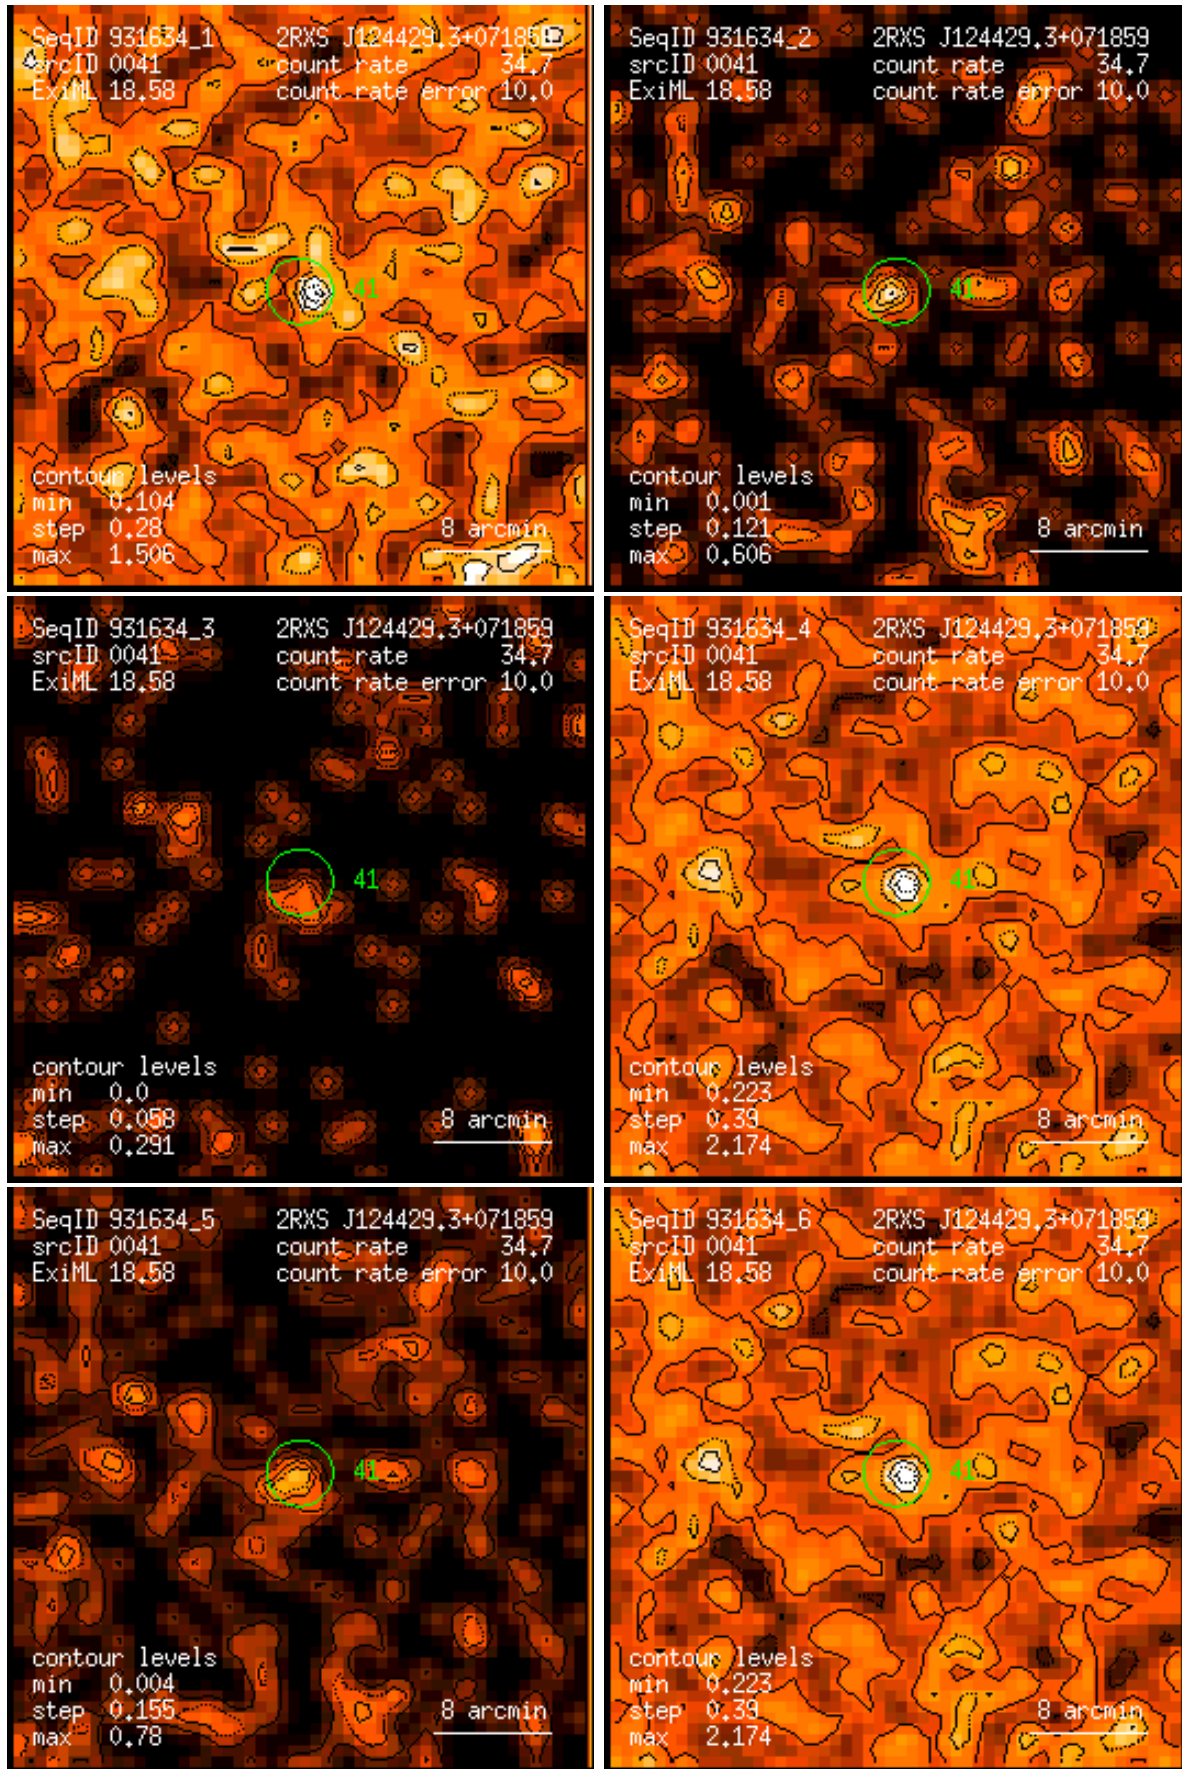 SeqID 931634_1 2RXS J124429.3+071859
srcID 0041 count rate 34.7
ExiML 18.58 count rate error 10.0
41
contour levels
min 0.104
step 0.28 8 arcmin
max 1.506
SeqID 931634_2 2RXS J124429.3+071859
srcID 0041 count rate 34.7
ExiML 18.58 count rate error 10.0
41
contour levels
min 0.001
step 0.121 8 arcmin
max 0.606
SeqID 931634_3 2RXS J124429.3+071859
srcID 0041 count rate 34.7
ExiML 18.58 count rate error 10.0
41
contour levels
min 0.0
step 0.058 8 arcmin
max 0.291
SeqID 931634_4 2RXS J124429.3+071859
srcID 0041 count rate 34.7
ExiML 18.58 count rate error 10.0
41
contour levels
min 0.223
step 0.39 8 arcmin
max 2.174
SeqID 931634_5 2RXS J124429.3+071859
srcID 0041 count rate 34.7
ExiML 18.58 count rate error 10.0
41
contour levels
min 0.004
step 0.155 8 arcmin
max 0.78
SeqID 931634_6 2RXS J124429.3+071859
srcID 0041 count rate 34.7
ExiML 18.58 count rate error 10.0
41
contour levels
min 0.223
step 0.39 8 arcmin
max 2.174